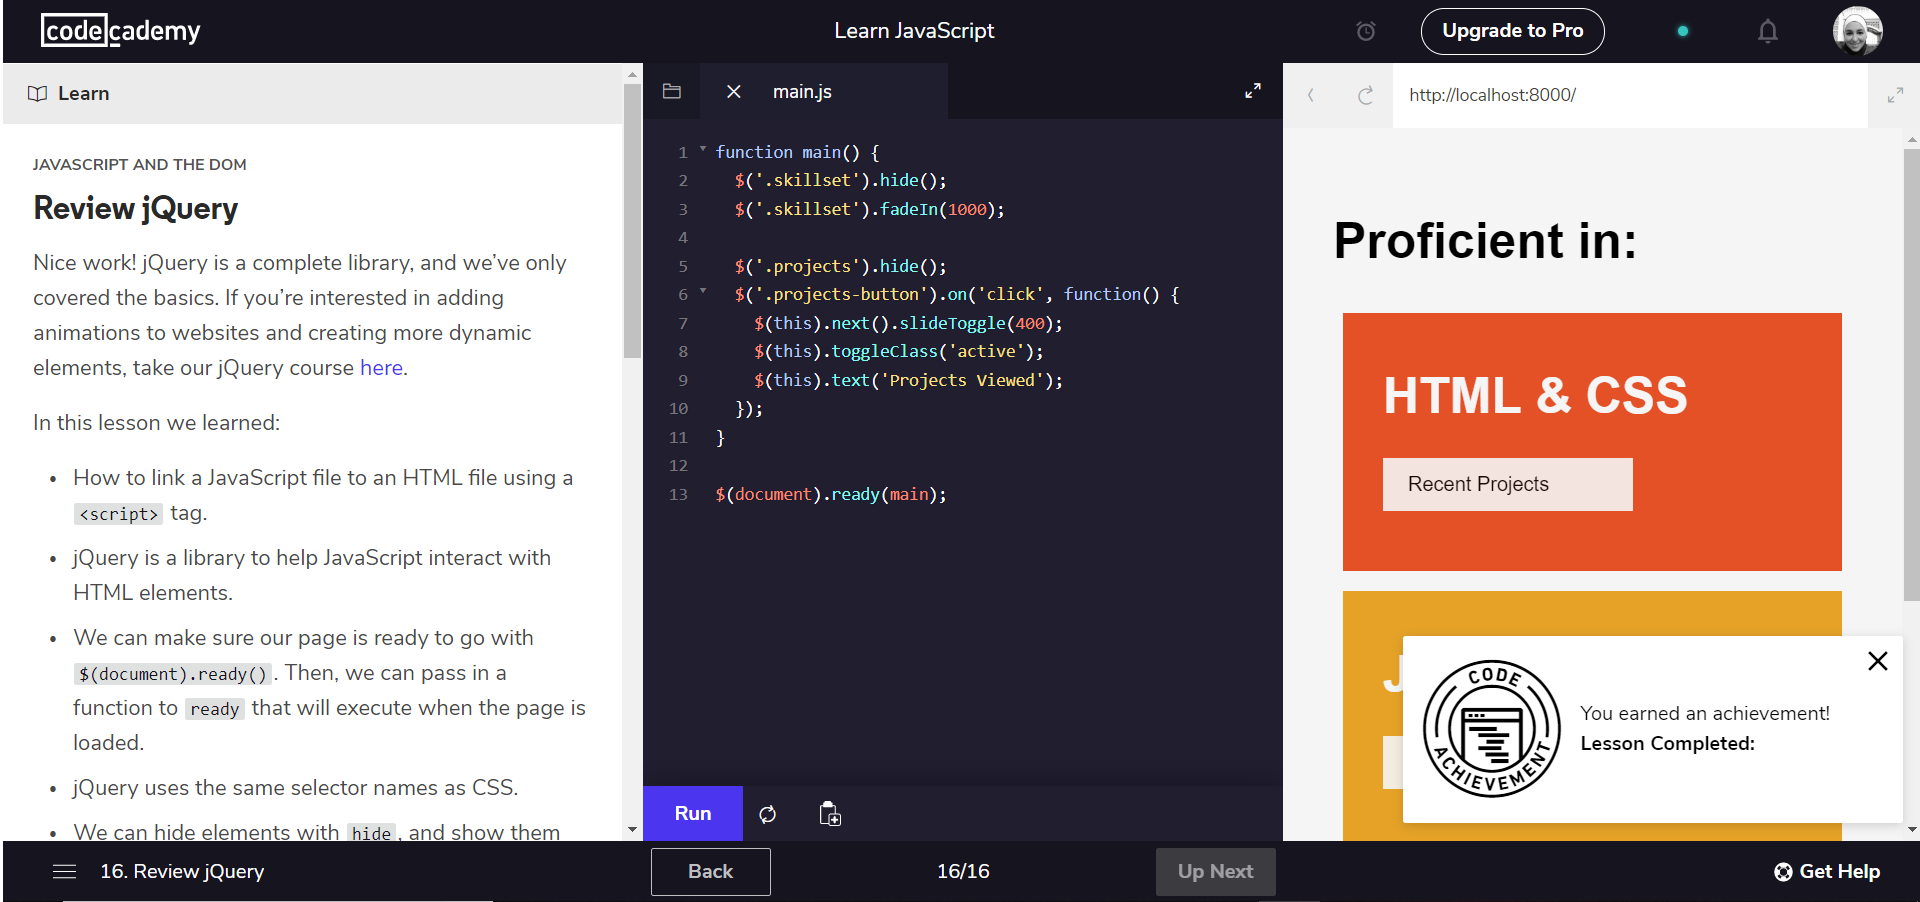 codecademy
Learn JavaScript
Upgrade to Pro
Learn
JAVASCRIPT AND THE DOM
Review jQuery
Nice work! jQuery is a complete library, and we’ve only
covered the basics. If you’re interested in adding
animations to websites and creating more dynamic
elements, take our jQuery course here.
In this lesson we learned:
• How to link a JavaScript file to an HTML file using a
<script> tag.
• jQuery is a library to help JavaScript interact with
HTML elements.
• We can make sure our page is ready to go with
$(document).ready(). Then, we can pass in a
function to ready that will execute when the page is
loaded.
• jQuery uses the same selector names as CSS.
• We can hide elements with hide, and show them
main.js
1 function main() {
2 $('.skillset').hide();
3 $('.skillset').fadeIn(1000);
4
5 $('.projects').hide();
6 $('.projects-button').on('click', function() {
7 $(this).next().slideToggle(400);
8 $(this).toggleClass('active');
9 $(this).text('Projects Viewed');
10 });
11 }
12
13 $(document).ready(main);
Run
http://localhost:8000/
Proficient in:
HTML & CSS
Recent Projects
J
CODE
ACHIEVEMENT
You earned an achievement!
Lesson Completed:
16. Review jQuery
Back
16/16
Up Next
Get Help